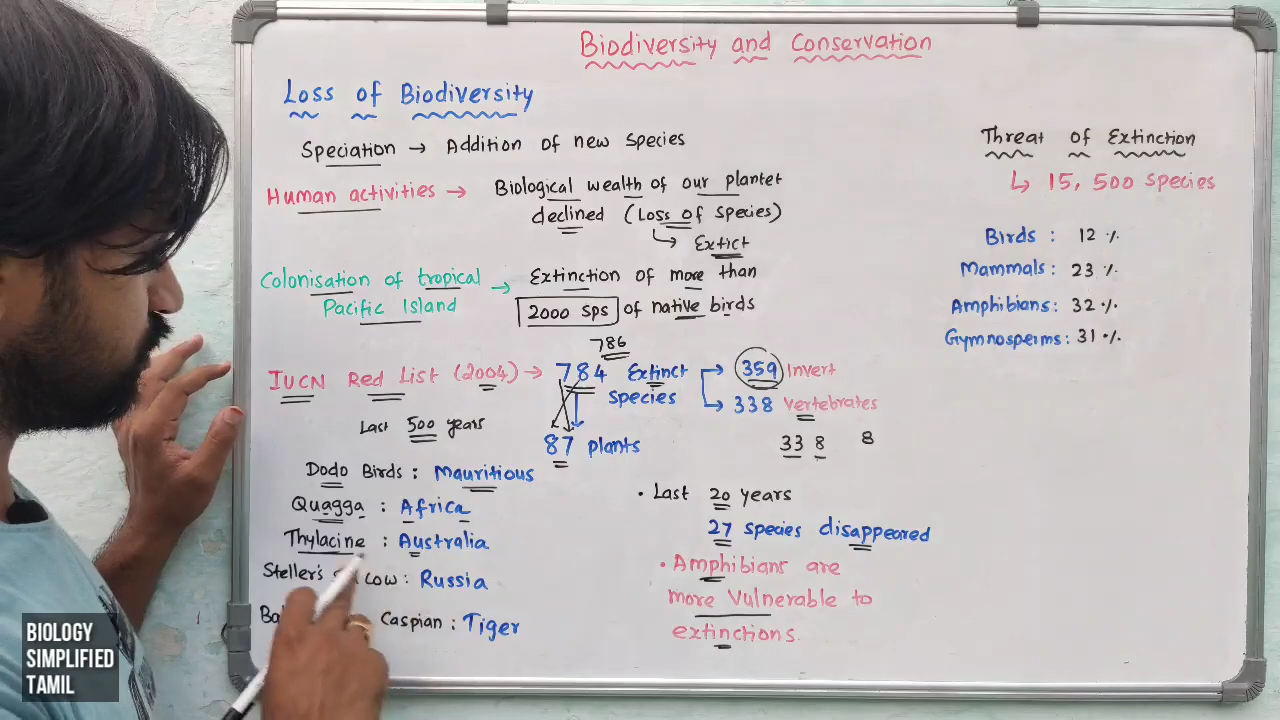 Biodiversity and Conservation
Loss of Biodiversity
Speciation → Addition of new species
Human activities → Biological wealth of our plantet
declined (Loss of species)
↳ Extict
Colonisation of tropical
Pacific Island → Extinction of more than
2000 sps of native birds
786
IUCN Red List (2004) → 784 Extinct
species
→ 359 Invert
→ 338 vertebrates
33 8 8
Last 500 years
87 plants
Dodo Birds : Mauritious
Quagga : Africa
Thylacine : Australia
Steller's Cow : Russia
Caspian : Tiger
• Last 20 years
27 species disappeared
• Amphibians are
more Vulnerable to
extinctions.
Threat of Extinction
↳ 15, 500 species
Birds : 12 %
Mammals : 23 %
Amphibians : 32 %
Gymnosperms : 31 %
BIOLOGY
SIMPLIFIED
TAMIL